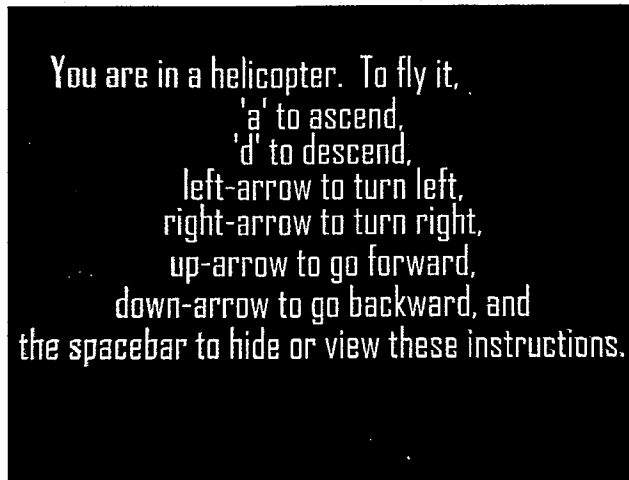 You are in a helicopter. To fly it,
'a' to ascend,
'd' to descend,
left-arrow to turn left,
right-arrow to turn right,
up-arrow to go forward,
down-arrow to go backward, and
the spacebar to hide or view these instructions.